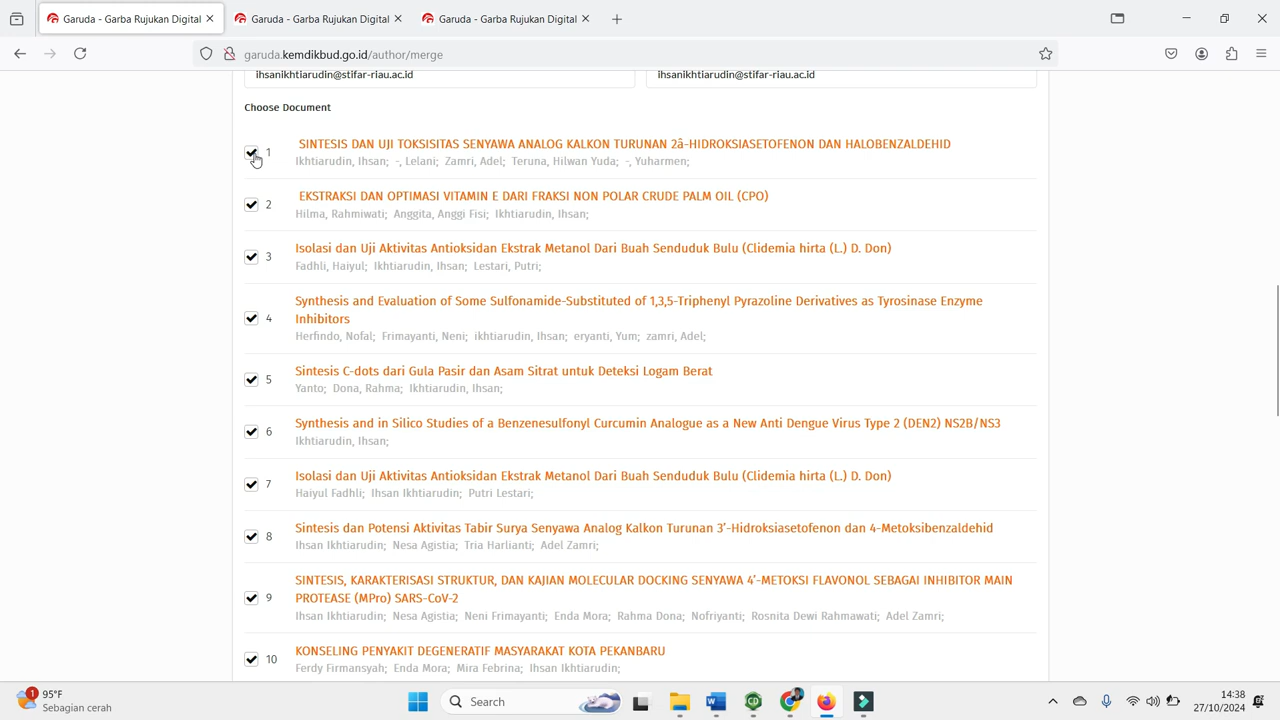 Garuda - Garba Rujukan Digital
Garuda - Garba Rujukan Digital
Garuda - Garba Rujukan Digital
garuda.kemdikbud.go.id/author/merge
ihsanikhtiarudin@stifar-riau.ac.id
ihsanikhtiarudin@stifar-riau.ac.id
Choose Document
1 SINTESIS DAN UJI TOKSISITAS SENYAWA ANALOG KALKON TURUNAN 2â-HIDROKSIASETOFENON DAN HALOBENZALDEHID
Ikhtiarudin, Ihsan; -, Lelani; Zamri, Adel; Teruna, Hilwan Yuda; -, Yuharmen;
2 EKSTRAKSI DAN OPTIMASI VITAMIN E DARI FRAKSI NON POLAR CRUDE PALM OIL (CPO)
Hilma, Rahmiwati; Anggita, Anggi Fisi; Ikhtiarudin, Ihsan;
3 Isolasi dan Uji Aktivitas Antioksidan Ekstrak Metanol Dari Buah Senduduk Bulu (Clidemia hirta (L.) D. Don)
Fadhli, Haiyul; Ikhtiarudin, Ihsan; Lestari, Putri;
4 Synthesis and Evaluation of Some Sulfonamide-Substituted of 1,3,5-Triphenyl Pyrazoline Derivatives as Tyrosinase Enzyme
Inhibitors
Herfindo, Nofal; Frimayanti, Neni; ikhtiarudin, Ihsan; eryanti, Yum; zamri, Adel;
5 Sintesis C-dots dari Gula Pasir dan Asam Sitrat untuk Deteksi Logam Berat
Yanto; Dona, Rahma; Ikhtiarudin, Ihsan;
6 Synthesis and in Silico Studies of a Benzenesulfonyl Curcumin Analogue as a New Anti Dengue Virus Type 2 (DEN2) NS2B/NS3
Ikhtiarudin, Ihsan;
7 Isolasi dan Uji Aktivitas Antioksidan Ekstrak Metanol Dari Buah Senduduk Bulu (Clidemia hirta (L.) D. Don)
Haiyul Fadhli; Ihsan Ikhtiarudin; Putri Lestari;
8 Sintesis dan Potensi Aktivitas Tabir Surya Senyawa Analog Kalkon Turunan 3’-Hidroksiasetofenon dan 4-Metoksibenzaldehid
Ihsan Ikhtiarudin; Nesa Agistia; Tria Harlianti; Adel Zamri;
9 SINTESIS, KARAKTERISASI STRUKTUR, DAN KAJIAN MOLECULAR DOCKING SENYAWA 4’-METOKSI FLAVONOL SEBAGAI INHIBITOR MAIN
PROTEASE (MPro) SARS-CoV-2
Ihsan Ikhtiarudin; Nesa Agistia; Neni Frimayanti; Enda Mora; Rahma Dona; Nofriyanti; Rosnita Dewi Rahmawati; Adel Zamri;
10 KONSELING PENYAKIT DEGENERATIF MASYARAKAT KOTA PEKANBARU
Ferdy Firmansyah; Enda Mora; Mira Febrina; Ihsan Ikhtiarudin;
1
95°F
Sebagian cerah
Search
CD
14:38
27/10/2024